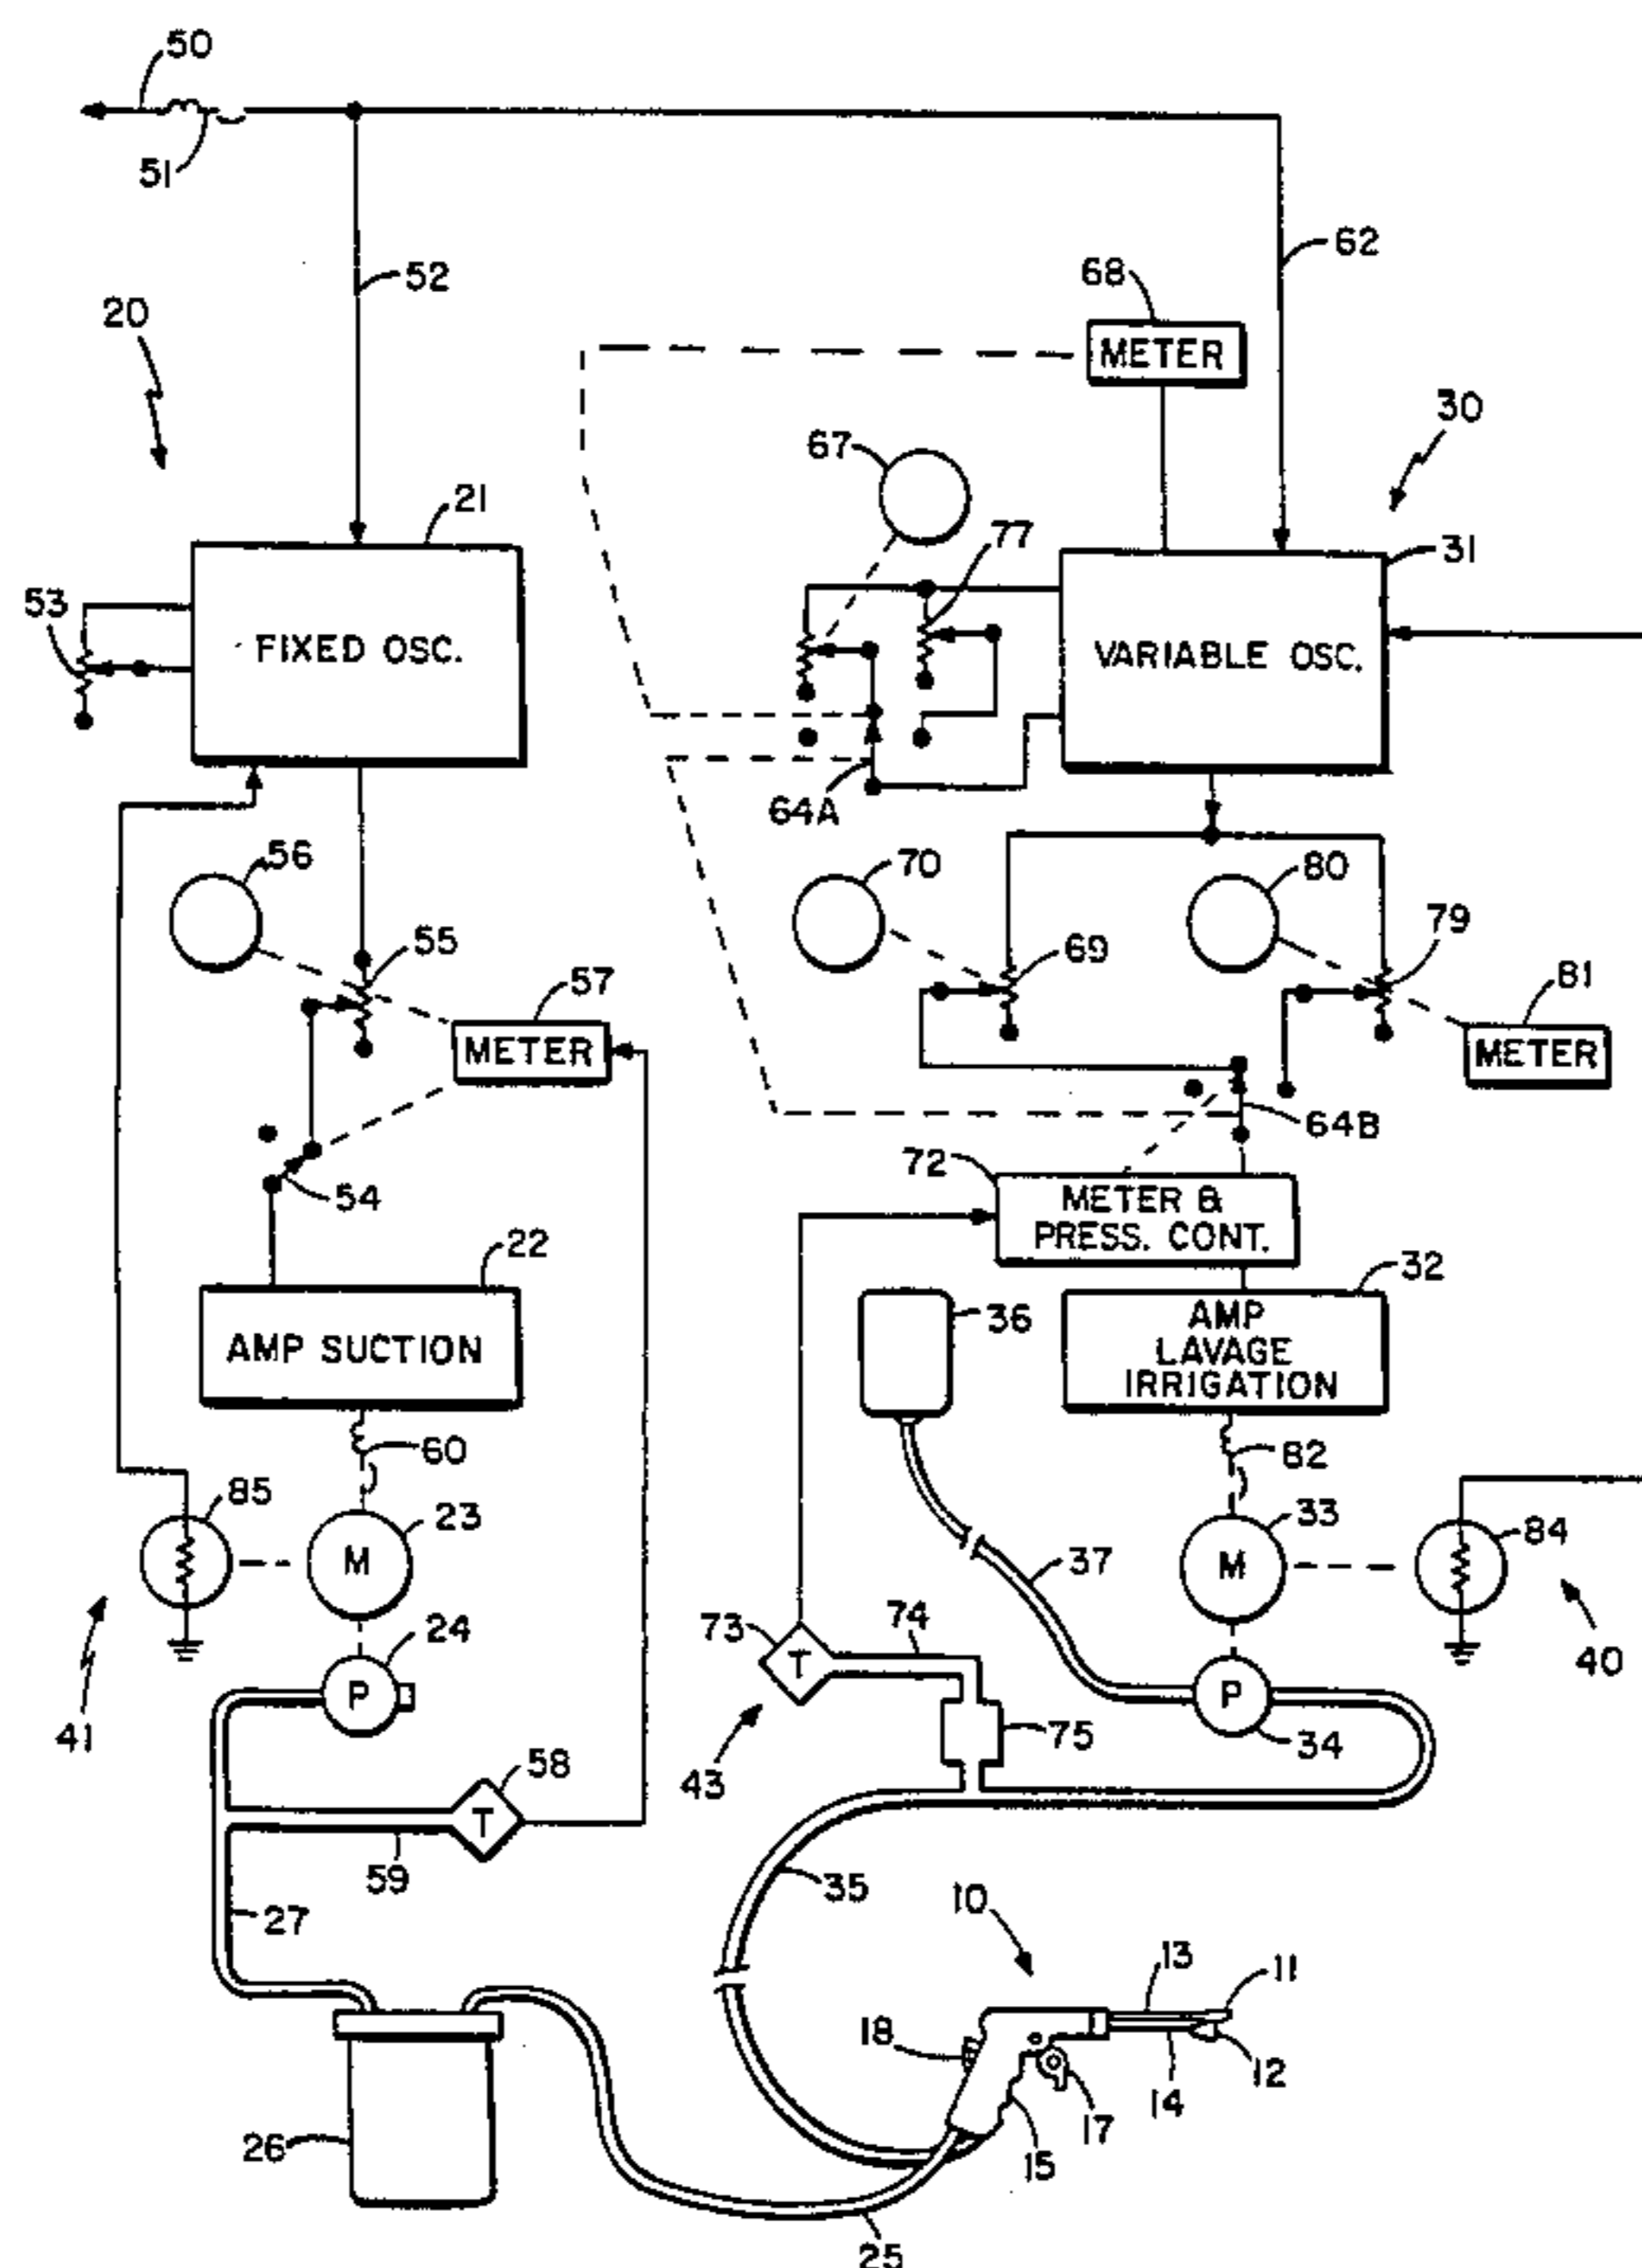 50
51
52
62
68
METER
20
30
67
77
21
31
53
FIXED OSC.
VARIABLE OSC.
64A
56
70
80
55
69
79
57
81
METER
METER
64B
54
72
METER &
PRESS. CONT.
22
32
36
AMP SUCTION
AMP
LAVAGE
IRRIGATION
60
82
85
23
33
84
M
M
37
24
73
74
40
T
P
P
41
75
34
43
58
T
59
35
27
10
13
11
18
12
14
17
26
15
25